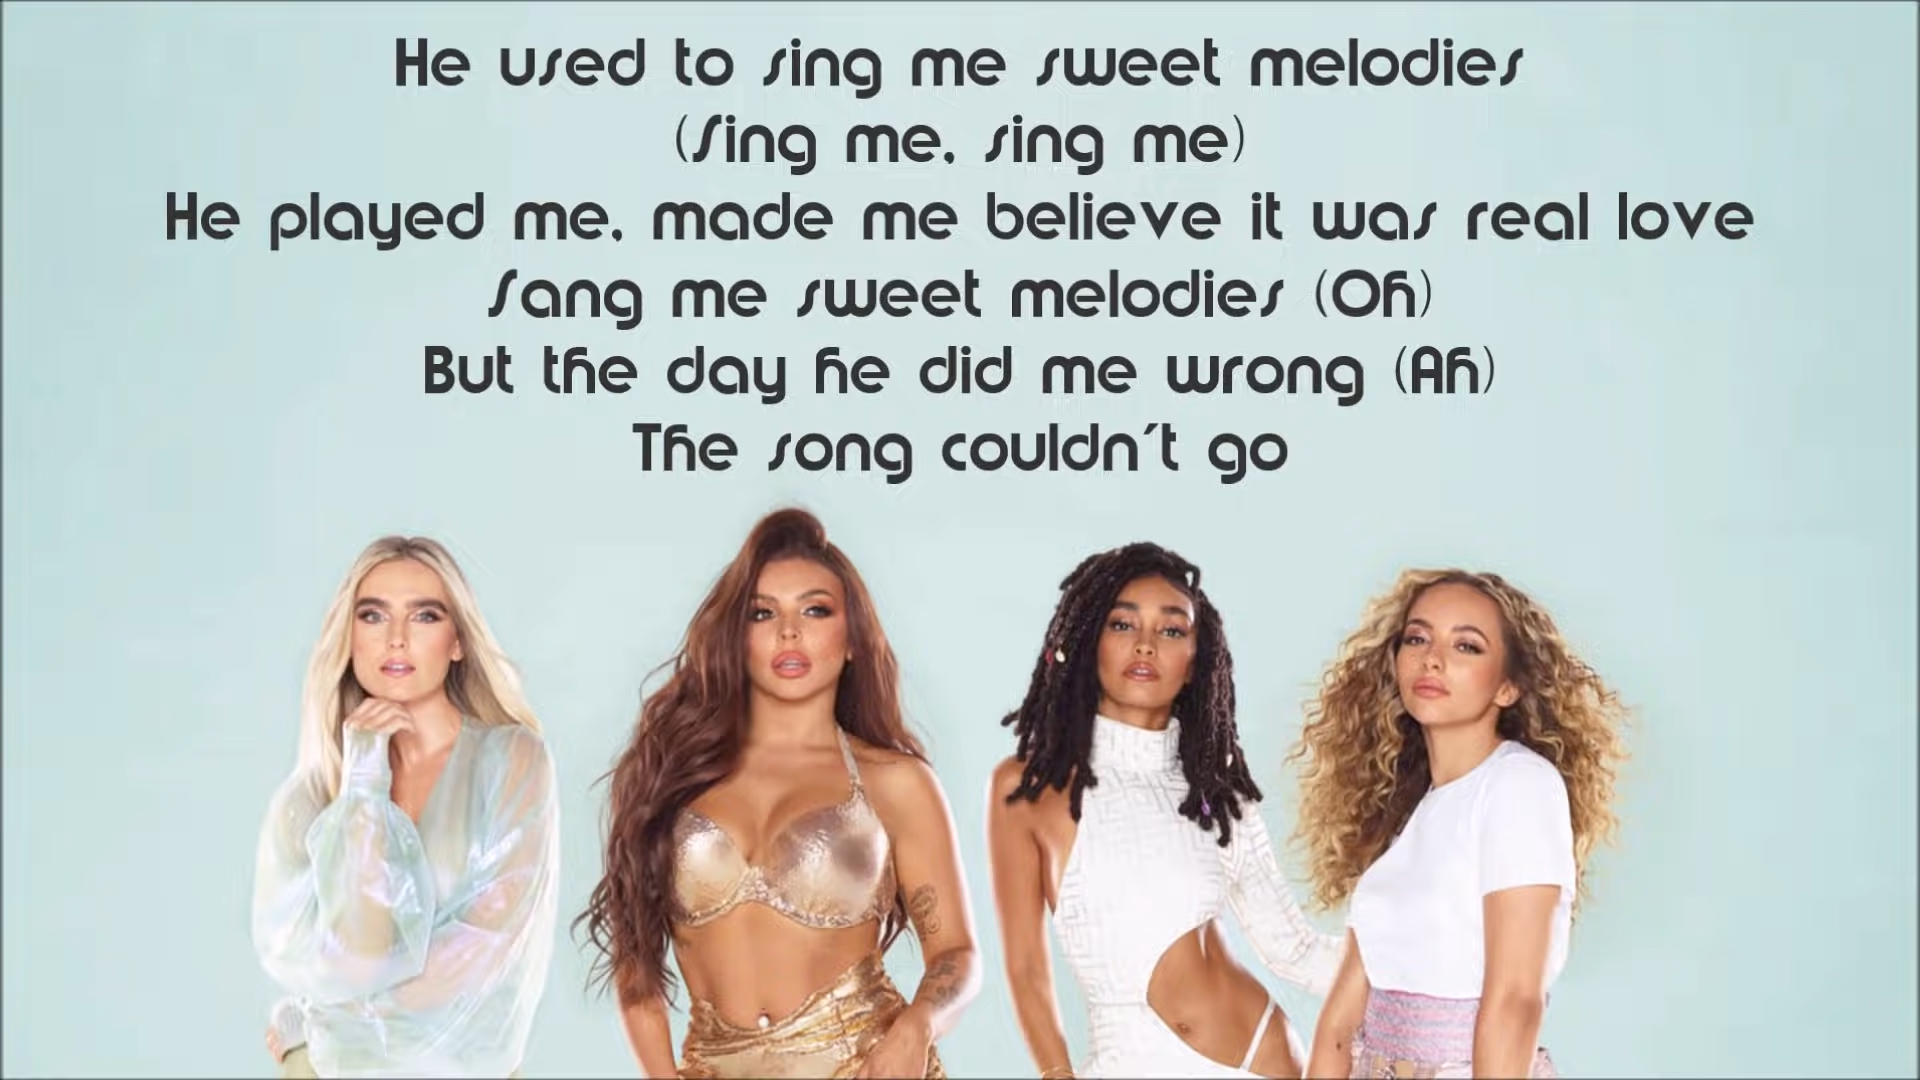 He used to sing me sweet melodies
(Sing me, sing me)
He played me, made me believe it was real love
Sang me sweet melodies (Oh)
But the day he did me wrong (Ah)
The song couldn't go